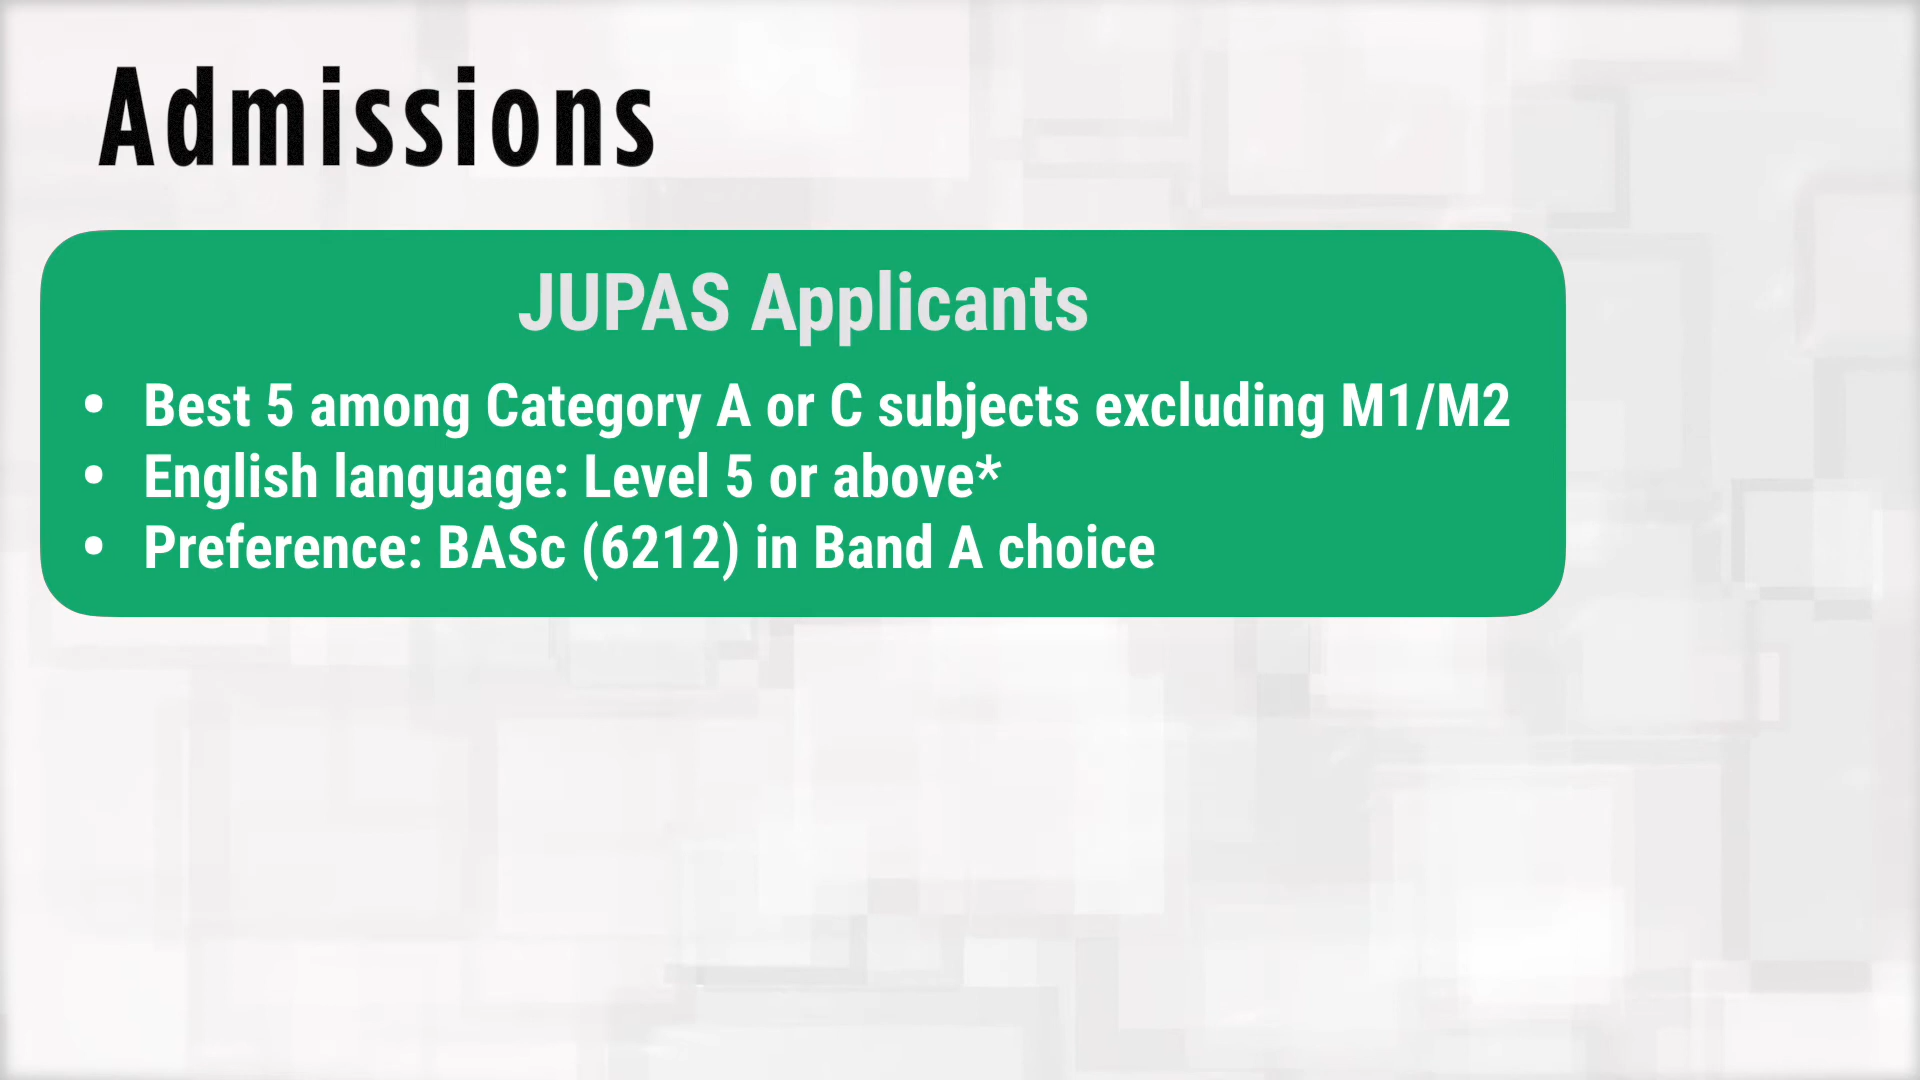 Admissions
JUPAS Applicants
• Best 5 among Category A or C subjects excluding M1/M2
• English language: Level 5 or above*
• Preference: BASc (6212) in Band A choice